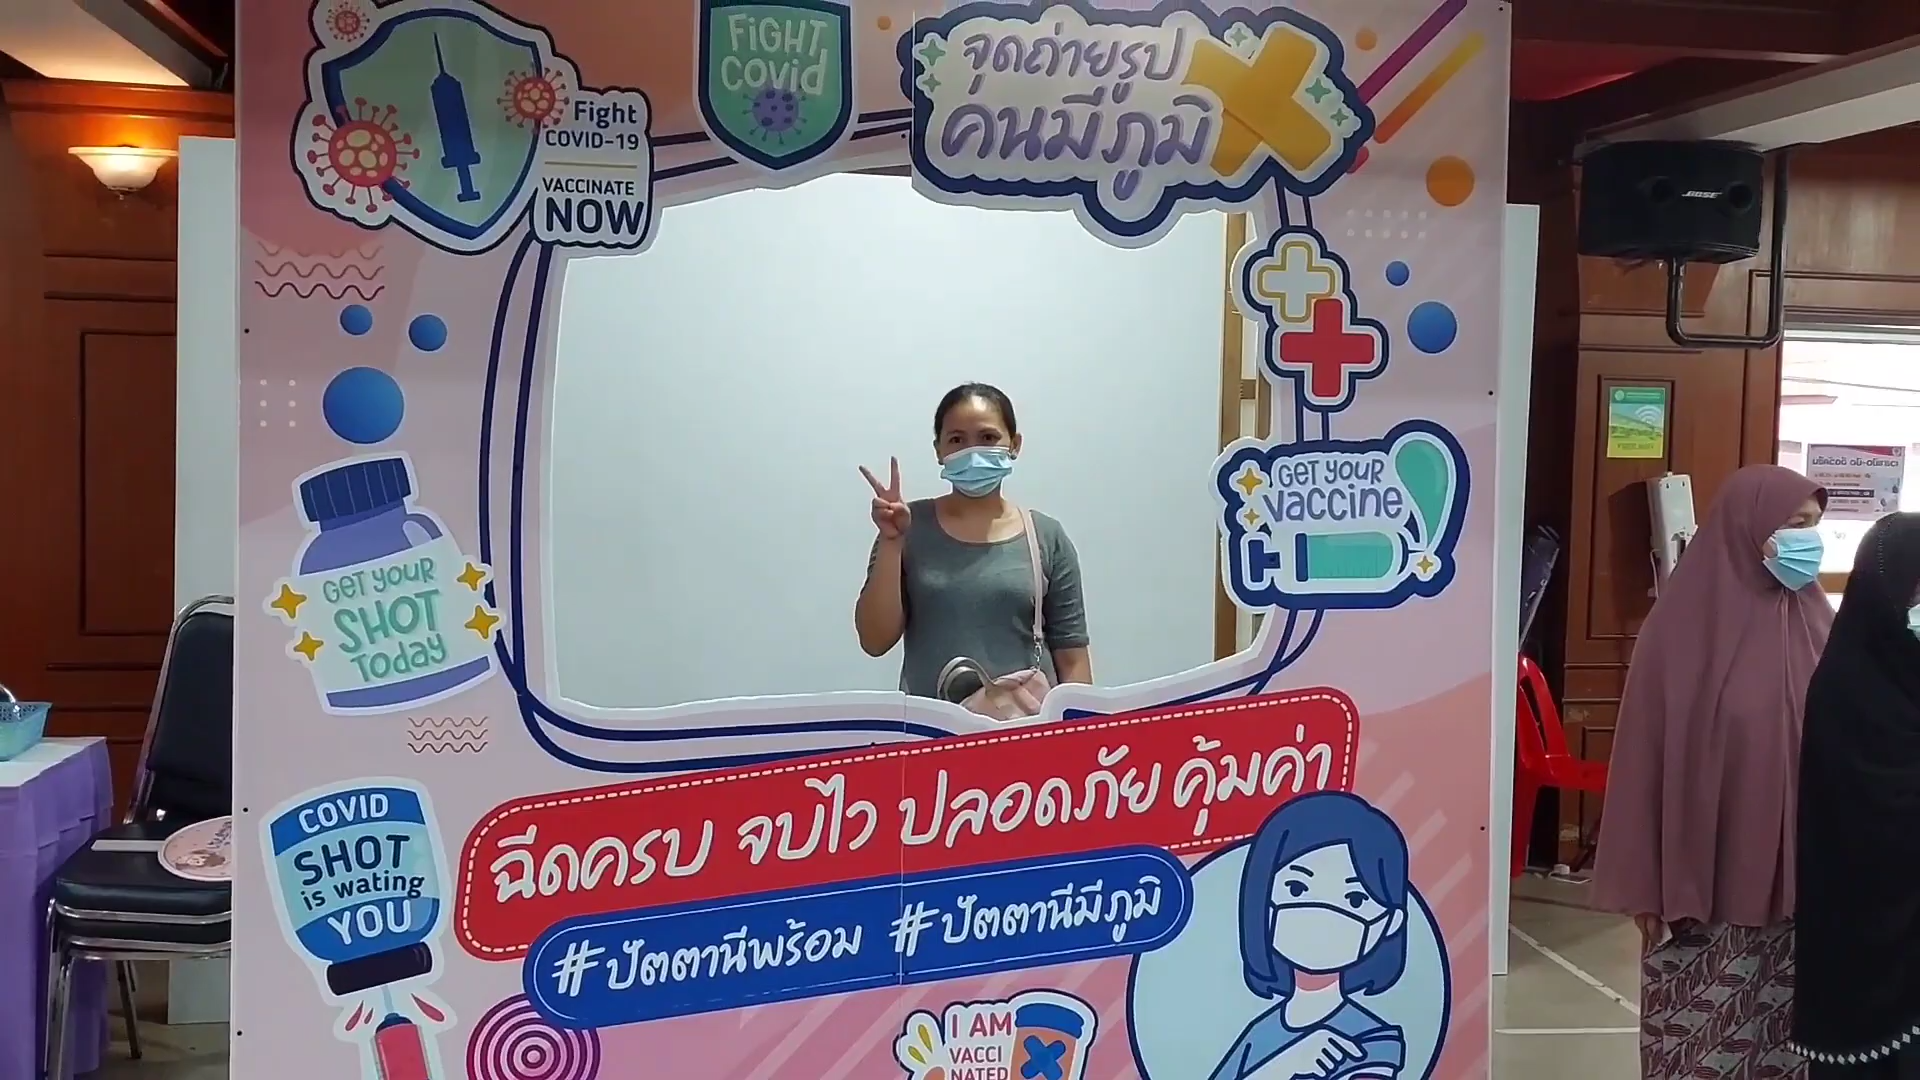 Fight
COVID-19
VACCINATE
NOW
FiGHT
covid
จุดถ่ายรูป
คนมีภูมิ
BOSE
GET YOUR
vaccine
GET YOUR
SHOT
Today
COVID
SHOT
is wating
YOU
ฉีดครบ จบไว ปลอดภัย คุ้มค่า
#ปัตตานีพร้อม #ปัตตานีมีภูมิ
I AM
VACCI
NATED